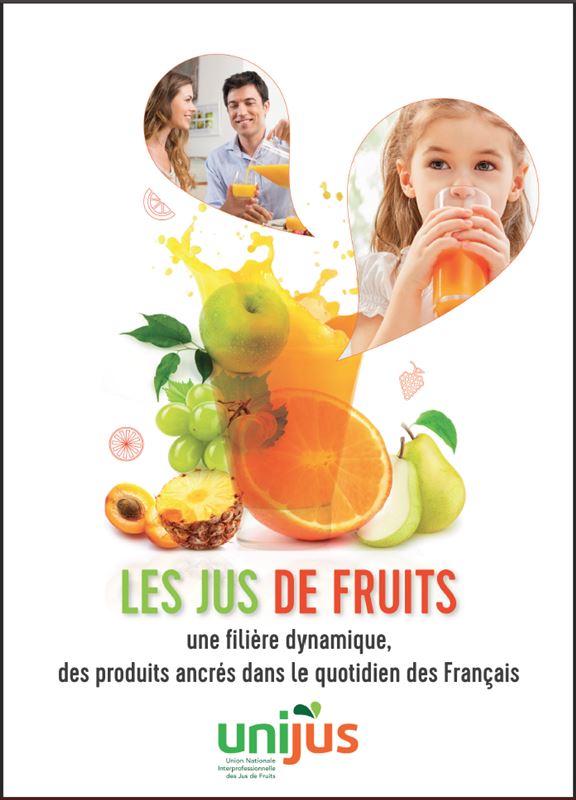 LES JUS DE FRUITS
une filière dynamique,
des produits ancrés dans le quotidien des Français
unijus
Union Nationale
Interprofessionnelle
des Jus de Fruits